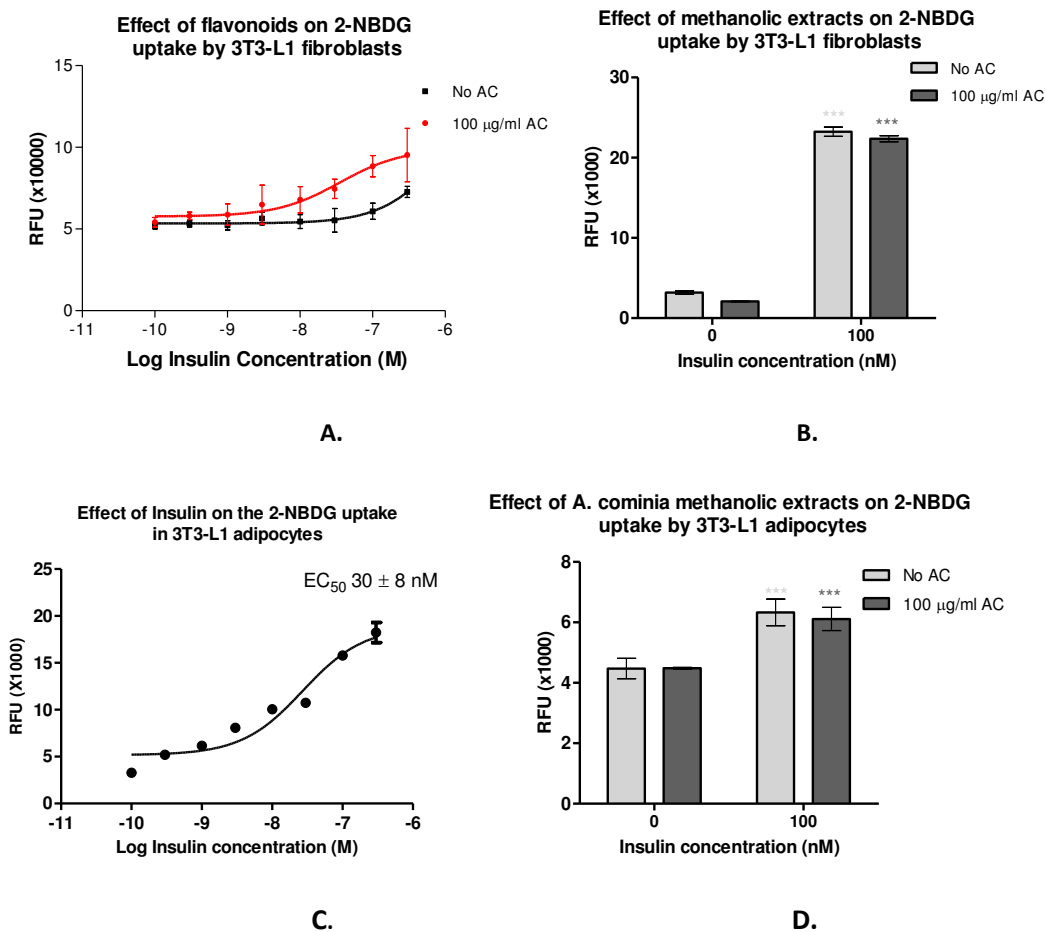 Effect of flavonoids on 2-NBDG
uptake by 3T3-L1 fibroblasts
15
10
5
0
RFU (x10000)
-11
-10
-9
-8
-7
-6
Log Insulin Concentration (M)
No AC
100 μg/ml AC
A.
Effect of methanolic extracts on 2-NBDG
uptake by 3T3-L1 fibroblasts
30
20
10
0
RFU (x1000)
***
***
0
100
Insulin concentration (nM)
No AC
100 μg/ml AC
B.
Effect of Insulin on the 2-NBDG uptake
in 3T3-L1 adipocytes
EC50 30 ± 8 nM
25
20
15
10
5
0
RFU (X1000)
-11
-10
-9
-8
-7
-6
Log Insulin concentration (M)
C.
Effect of A. cominia methanolic extracts on 2-NBDG
uptake by 3T3-L1 adipocytes
8
6
4
2
0
RFU (x1000)
***
***
0
100
Insulin concentration (nM)
No AC
100 μg/ml AC
D.